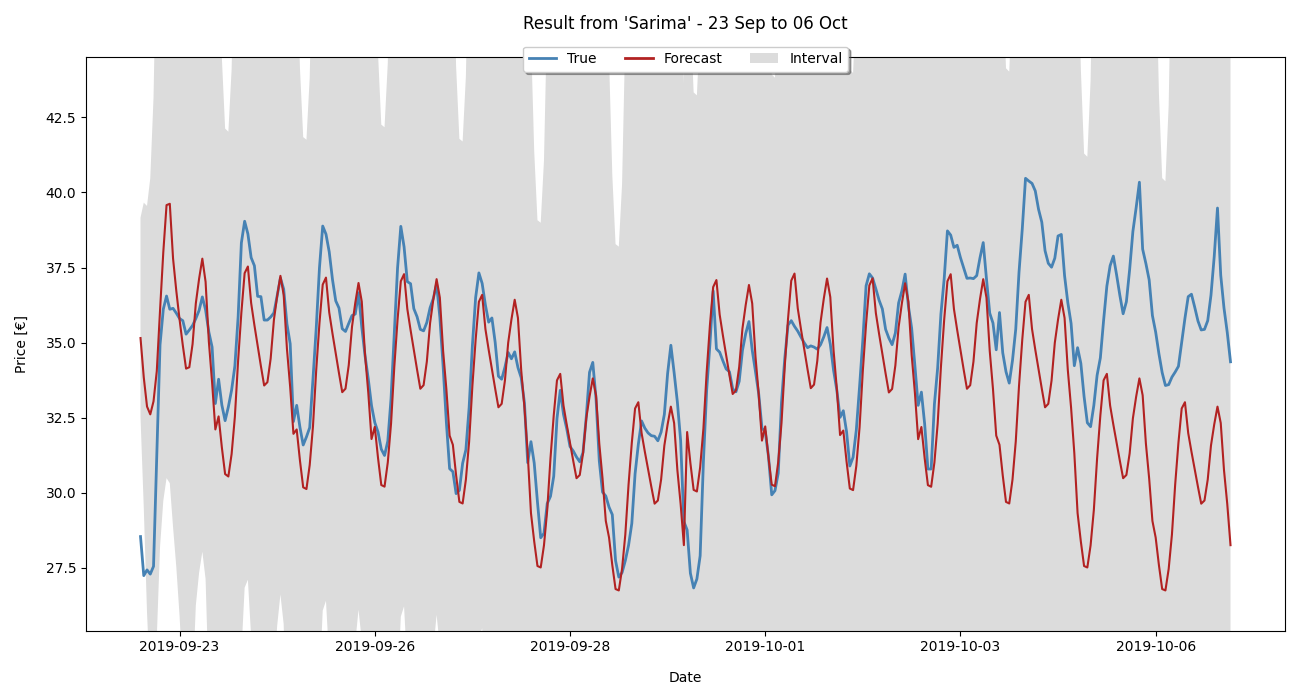 Result from 'Sarima' - 23 Sep to 06 Oct
True Forecast Interval
42.5
40.0
37.5
35.0
32.5
30.0
27.5
Price [€]
2019-09-23 2019-09-26 2019-09-28 2019-10-01 2019-10-03 2019-10-06
Date